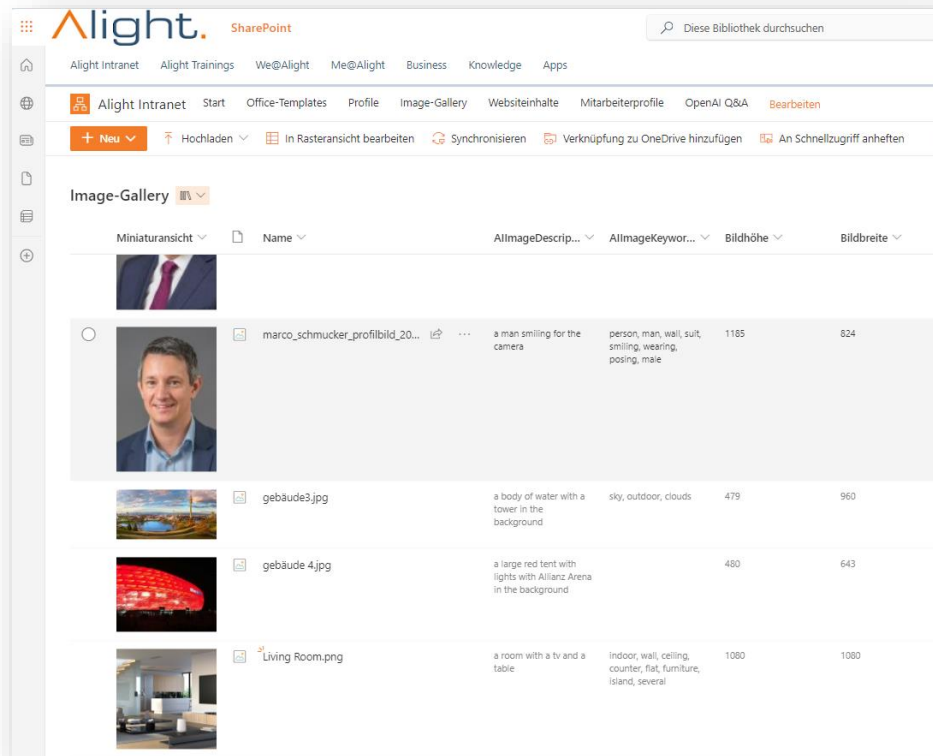 Alight.
SharePoint
Diese Bibliothek durchsuchen
Alight Intranet Alight Trainings We@Alight Me@Alight Business Knowledge Apps
Alight Intranet Start Office-Templates Profile Image-Gallery Websiteinhalte Mitarbeiterprofile OpenAI Q&A Bearbeiten
+ Neu Hochladen In Rasteransicht bearbeiten Synchronisieren Verknüpfung zu OneDrive hinzufügen An Schnellzugriff anheften
Image-Gallery
Miniaturansicht Name AIImageDescrip... AIImageKeywor... Bildhöhe Bildbreite
marco_schmucker_profilbild_20... ··· a man smiling for the person, man, wall, suit, 1185 824
camera smiling, wearing,
posing, male
gebäude3.jpg a body of water with a sky, outdoor, clouds 479 960
tower in the
background
gebäude 4.jpg a large red tent with 480 643
lights with Allianz Arena
in the background
Living Room.png a room with a tv and a indoor, wall, ceiling, 1080 1080
table counter, flat, furniture,
island, several